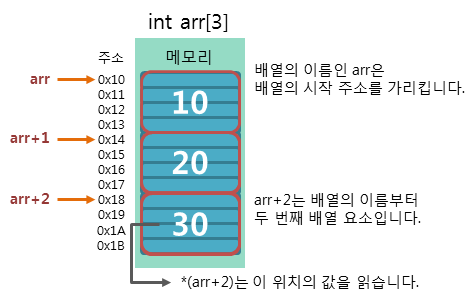 int arr[3]
주소
메모리
arr
0x10
0x11
0x12
0x13
10
arr+1
0x14
0x15
0x16
0x17
20
arr+2
0x18
0x19
0x1A
0x1B
30
배열의 이름인 arr은
배열의 시작 주소를 가리킵니다.
arr+2는 배열의 이름부터
두 번째 배열 요소입니다.
*(arr+2)는 이 위치의 값을 읽습니다.